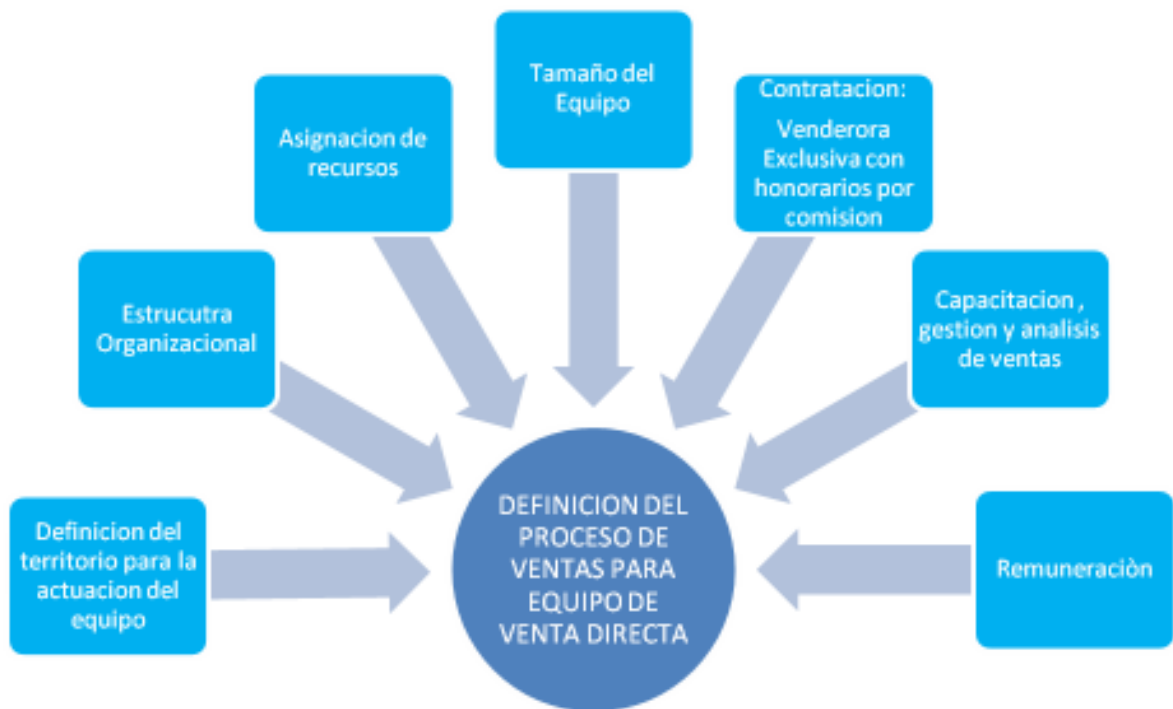 Tamaño del
Equipo
Contratacion:
Venderora
Exclusiva con
honorarios por
comision
Asignacion de
recursos
Estrucutra
Organizacional
Capacitacion ,
gestion y analisis
de ventas
Definicion del
territorio para la
actuacion del
equipo
DEFINICION DEL
PROCESO DE
VENTAS PARA
EQUIPO DE
VENTA DIRECTA
Remuneraciòn